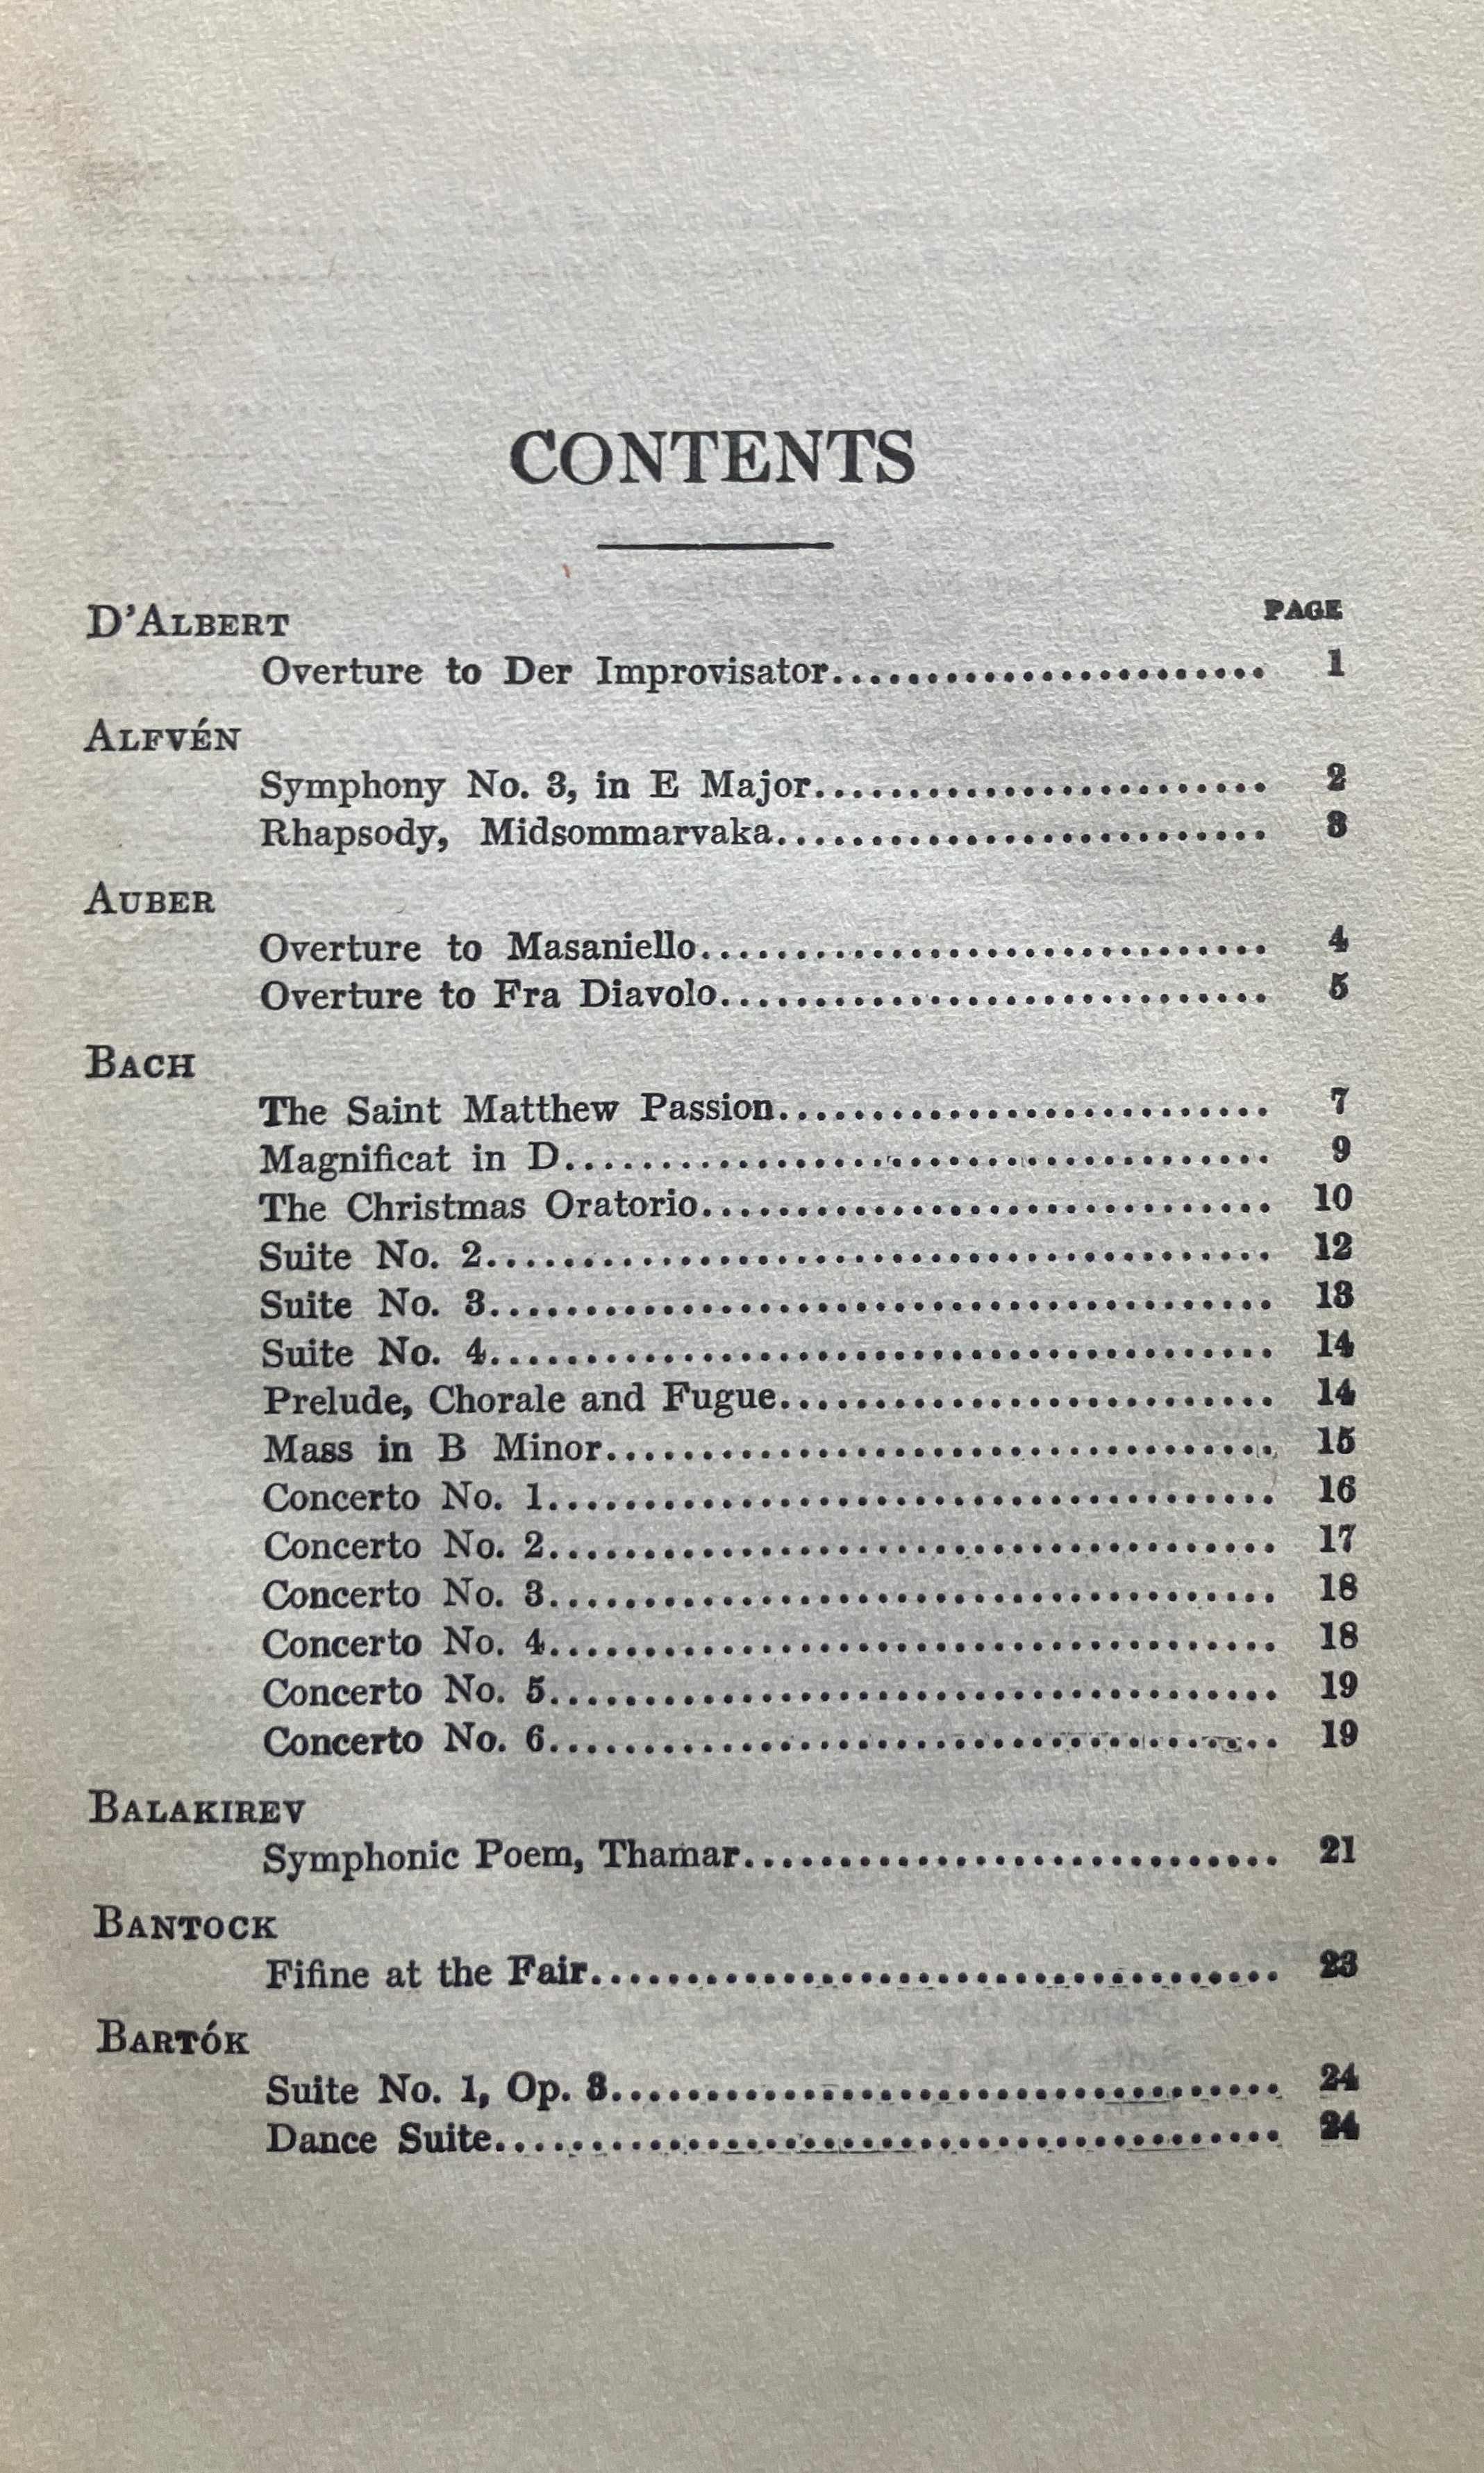 CONTENTS
PAGE
D'ALBERT
Overture to Der Improvisator........................ 1
ALFVÉN
Symphony No. 3, in E Major......................... 2
Rhapsody, Midsommarvaka........................... 3
AUBER
Overture to Masaniello.............................. 4
Overture to Fra Diavolo............................. 5
BACH
The Saint Matthew Passion.......................... 7
Magnificat in D..................................... 9
The Christmas Oratorio.............................. 10
Suite No. 2......................................... 12
Suite No. 3......................................... 13
Suite No. 4......................................... 14
Prelude, Chorale and Fugue.......................... 14
Mass in B Minor................................... 15
Concerto No. 1...................................... 16
Concerto No. 2...................................... 17
Concerto No. 3...................................... 18
Concerto No. 4...................................... 18
Concerto No. 5...................................... 19
Concerto No. 6...................................... 19
BALAKIREV
Symphonic Poem, Thamar............................ 21
BANTOCK
Fifine at the Fair.................................... 23
BARTÓK
Suite No. 1, Op. 3................................... 24
Dance Suite......................................... 24